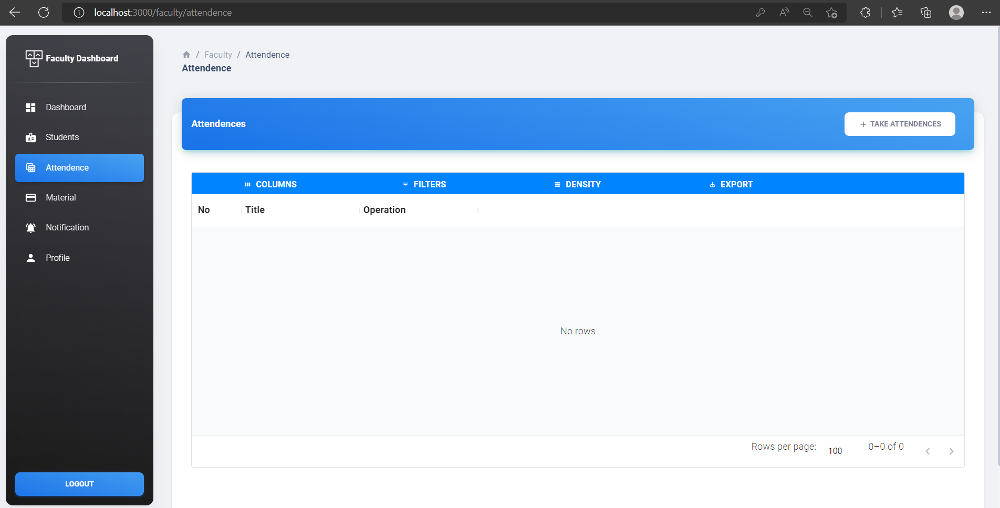 localhost:3000/faculty/attendence
Faculty Dashboard
Dashboard
Students
Attendence
Material
Notification
Profile
LOGOUT
/ Faculty / Attendence
Attendence
Attendences
+ TAKE ATTENDENCES
COLUMNS FILTERS DENSITY EXPORT
No Title Operation
No rows
Rows per page: 100 0–0 of 0